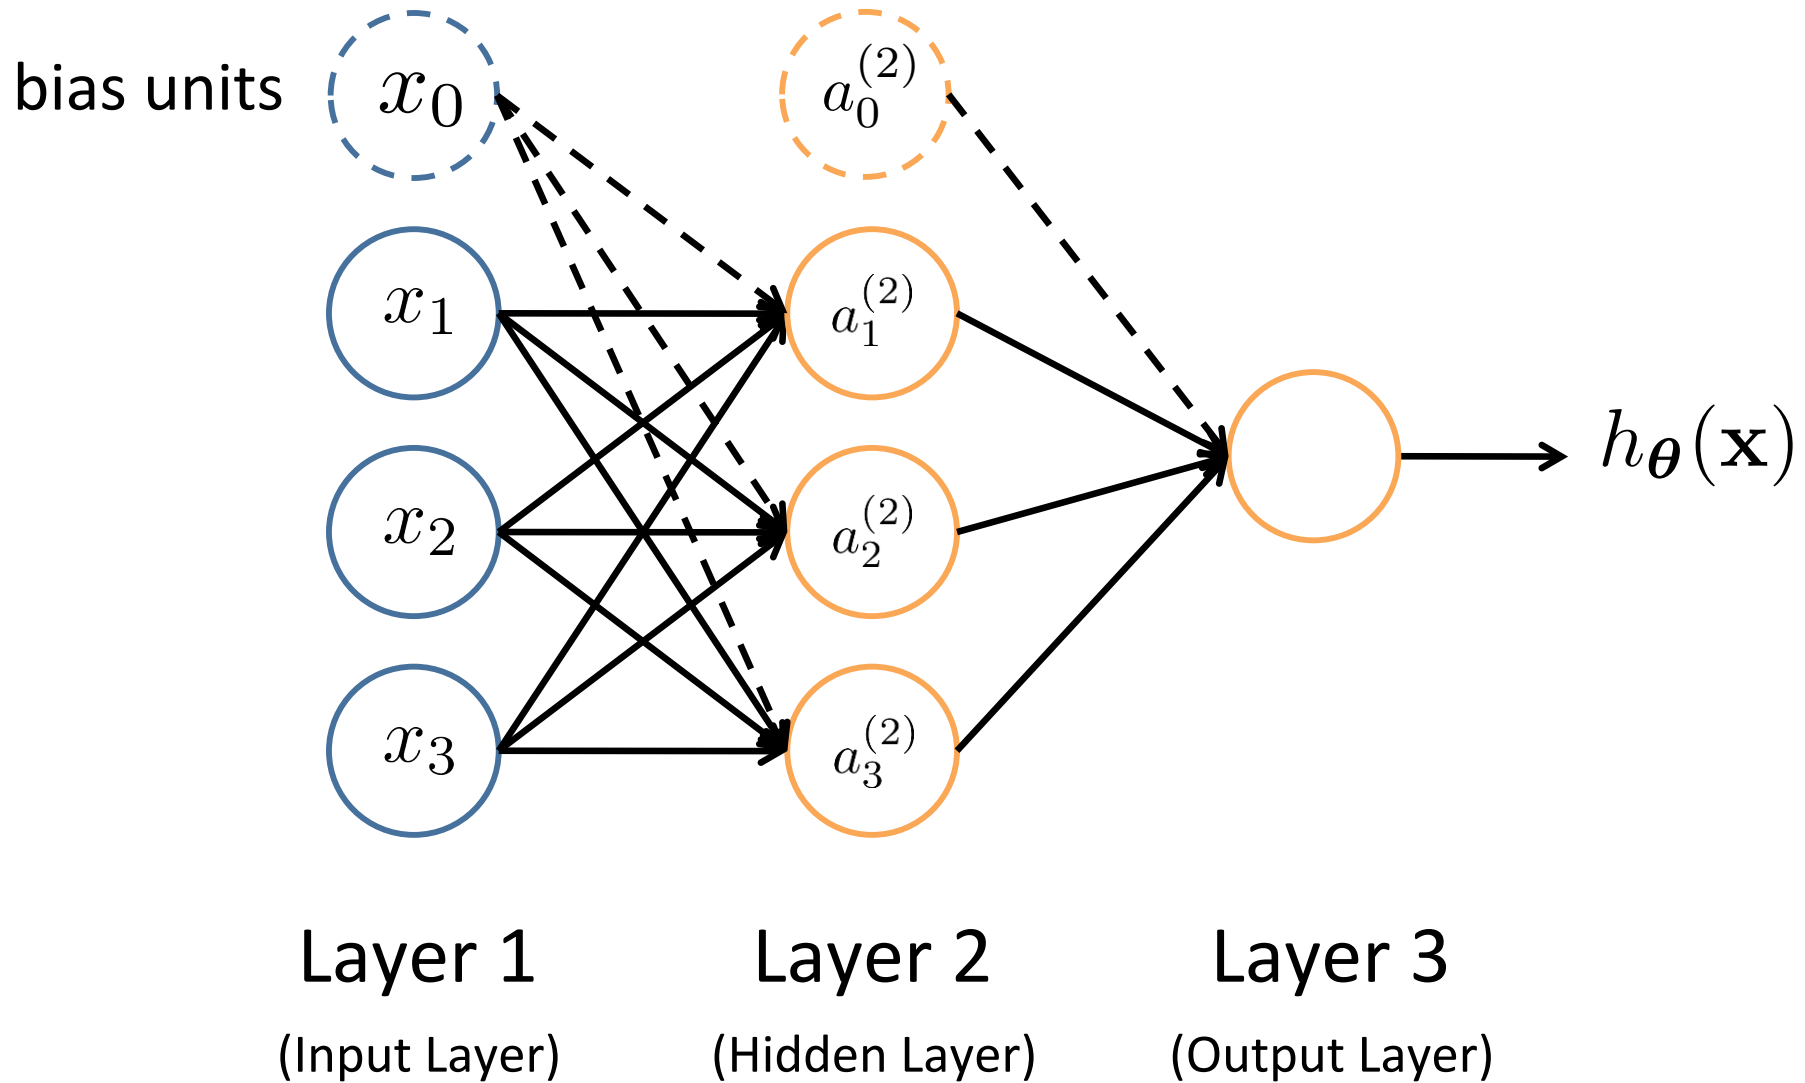 bias units
x₀
a₀⁽²⁾
x₁
a₁⁽²⁾
x₂
a₂⁽²⁾
x₃
a₃⁽²⁾
h_𝛉(𝐱)
Layer 1
Layer 2
Layer 3
(Input Layer)
(Hidden Layer)
(Output Layer)